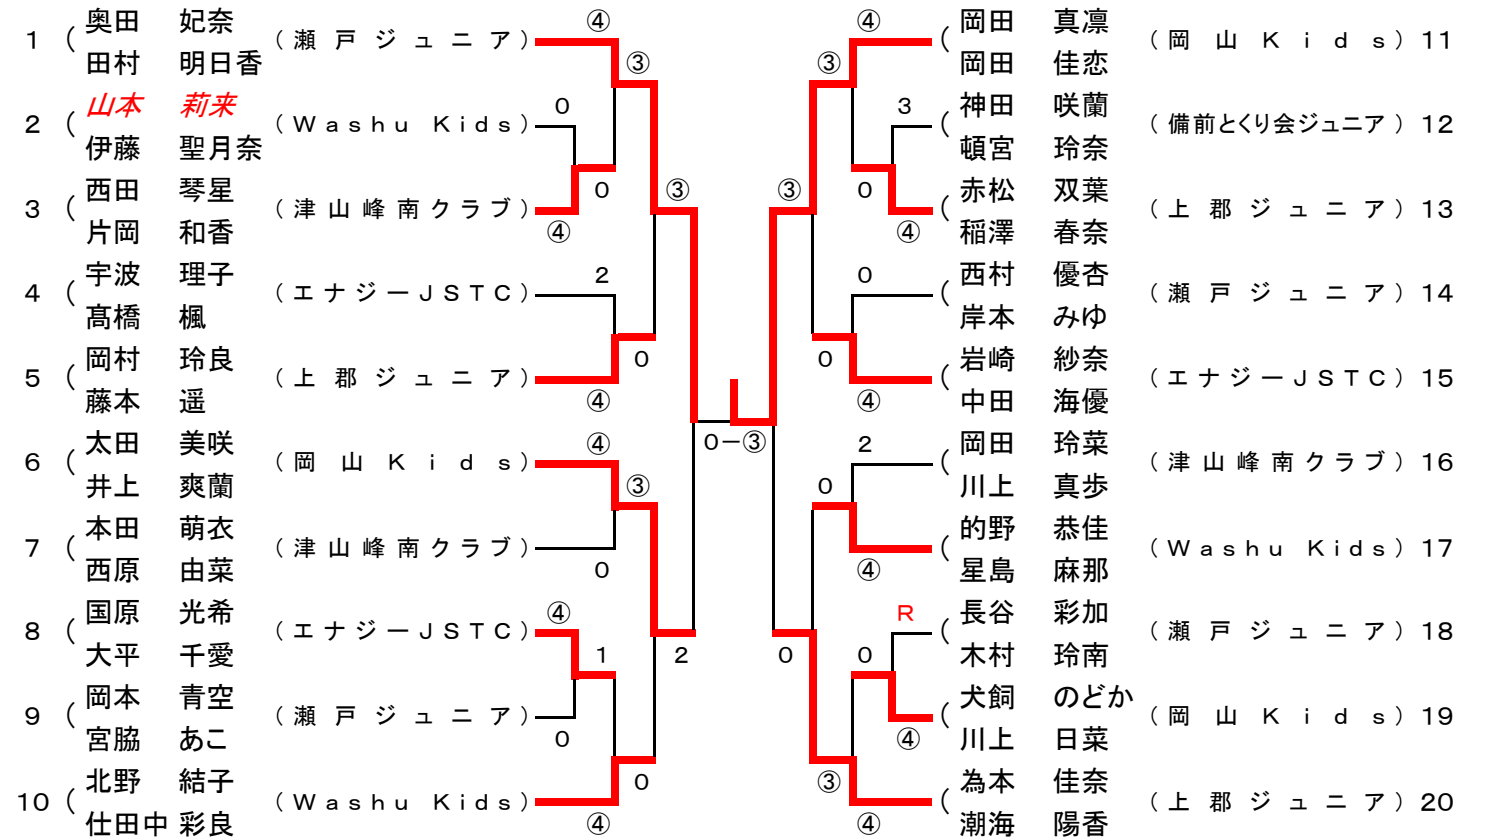 1 ( 奥田 妃奈 田村 明日香 ( 瀬戸ジュニア ) ④
2 ( 山本 莉来 伊藤 聖月奈 ( Washu Kids ) 0
3 ( 西田 琴星 片岡 和香 ( 津山峰南クラブ ) ④
4 ( 宇波 理子 髙橋 楓 ( エナジーJSTC ) 2
5 ( 岡村 玲良 藤本 遥 ( 上郡ジュニア ) ④
6 ( 太田 美咲 井上 爽蘭 ( 岡山Kids ) ④
7 ( 本田 萌衣 西原 由菜 ( 津山峰南クラブ ) 0
8 ( 国原 光希 大平 千愛 ( エナジーJSTC ) ④
9 ( 岡本 青空 宮脇 あこ ( 瀬戸ジュニア ) 0
10 ( 北野 結子 仕田中 彩良 ( Washu Kids ) ④
③
0
0
③
1
0
③
2
0-③
③
0
③
0
0
0
0
③
④ ( 岡田 真凛 岡田 佳恋 ( 岡山Kids ) 11
3 ( 神田 咲蘭 頓宮 玲奈 ( 備前とくり会ジュニア ) 12
④ ( 赤松 双葉 稲澤 春奈 ( 上郡ジュニア ) 13
0 ( 西村 優杏 岸本 みゆ ( 瀬戸ジュニア ) 14
④ ( 岩崎 紗奈 中田 海優 ( エナジーJSTC ) 15
2 ( 岡田 玲菜 川上 真歩 ( 津山峰南クラブ ) 16
④ ( 的野 恭佳 星島 麻那 ( Washu Kids ) 17
R ( 長谷 彩加 木村 玲南 ( 瀬戸ジュニア ) 18
④ ( 犬飼 のどか 川上 日菜 ( 岡山Kids ) 19
④ ( 為本 佳奈 潮海 陽香 ( 上郡ジュニア ) 20